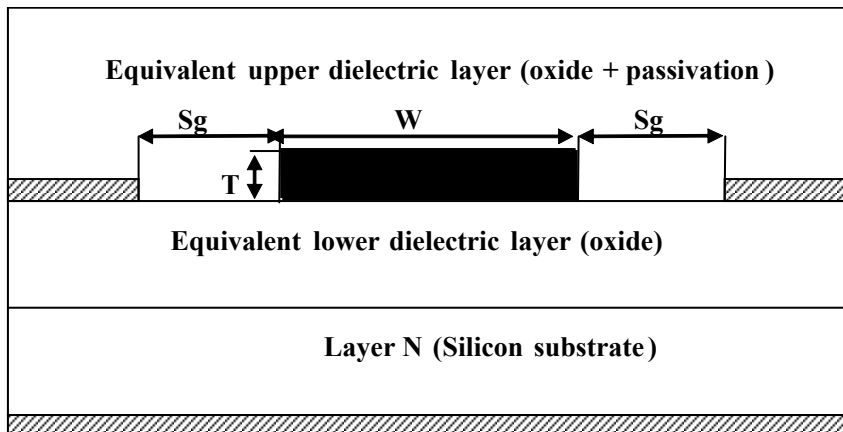 Equivalent upper dielectric layer (oxide + passivation )
Sg W Sg
T
Equivalent lower dielectric layer (oxide)
Layer N (Silicon substrate)